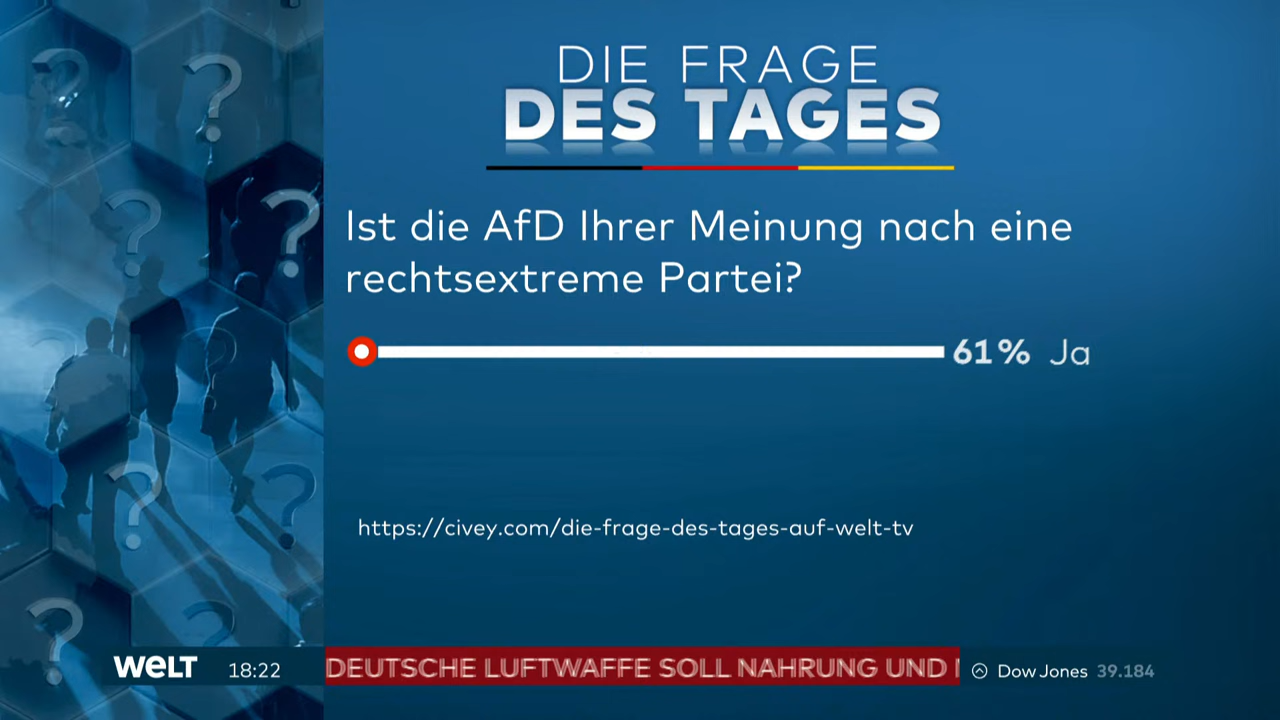 DIE FRAGE
DES TAGES
Ist die AfD Ihrer Meinung nach eine
rechtsextreme Partei?
61% Ja
https://civey.com/die-frage-des-tages-auf-welt-tv
WELT 18:22 DEUTSCHE LUFTWAFFE SOLL NAHRUNG UND Dow Jones 39.184